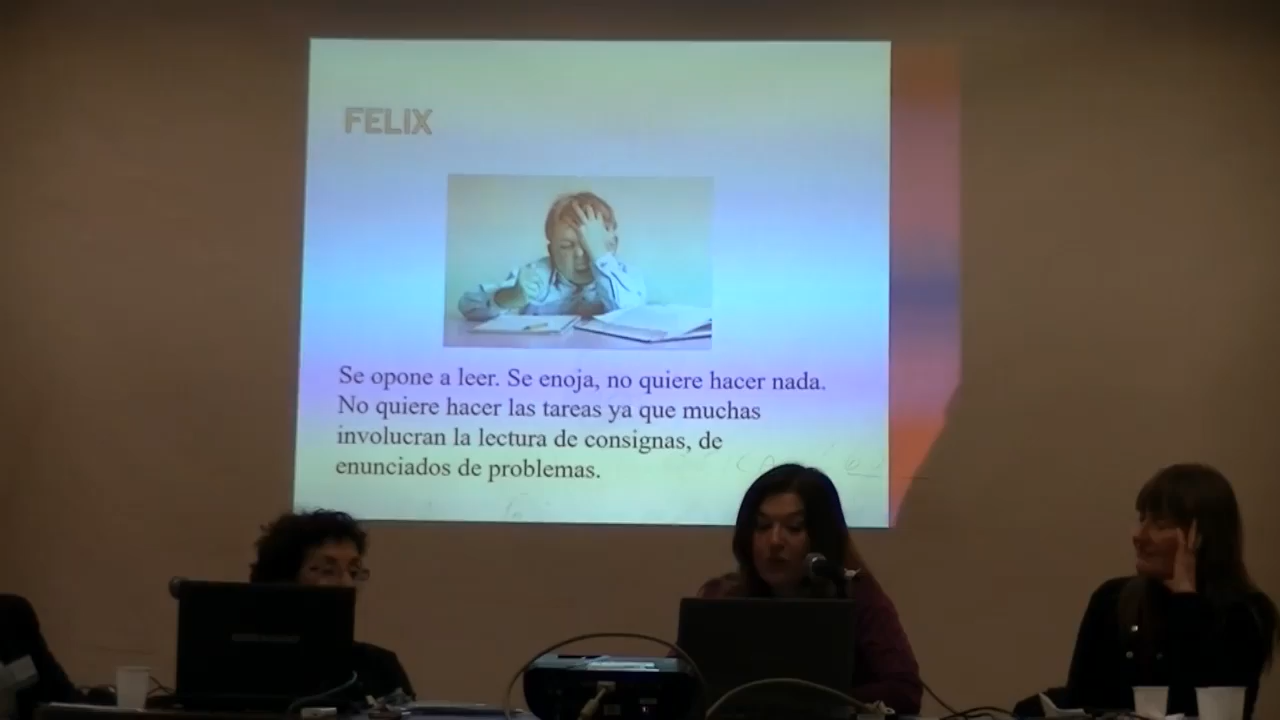 FELIX
Se opone a leer. Se enoja, no quiere hacer nada.
No quiere hacer las tareas ya que muchas
involucran la lectura de consignas, de
enunciados de problemas.